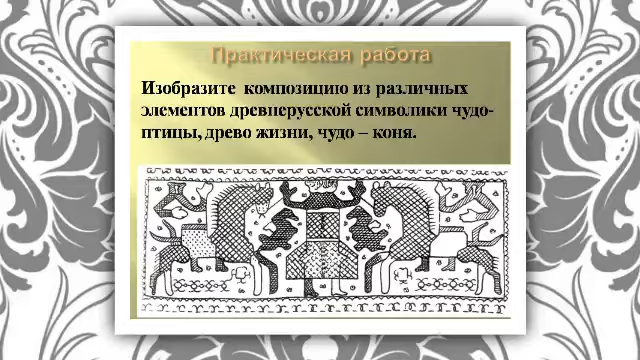 Практическая работа
Изобразите композицию из различных
элементов древнерусской символики чудо-
птицы, древо жизни, чудо – коня.